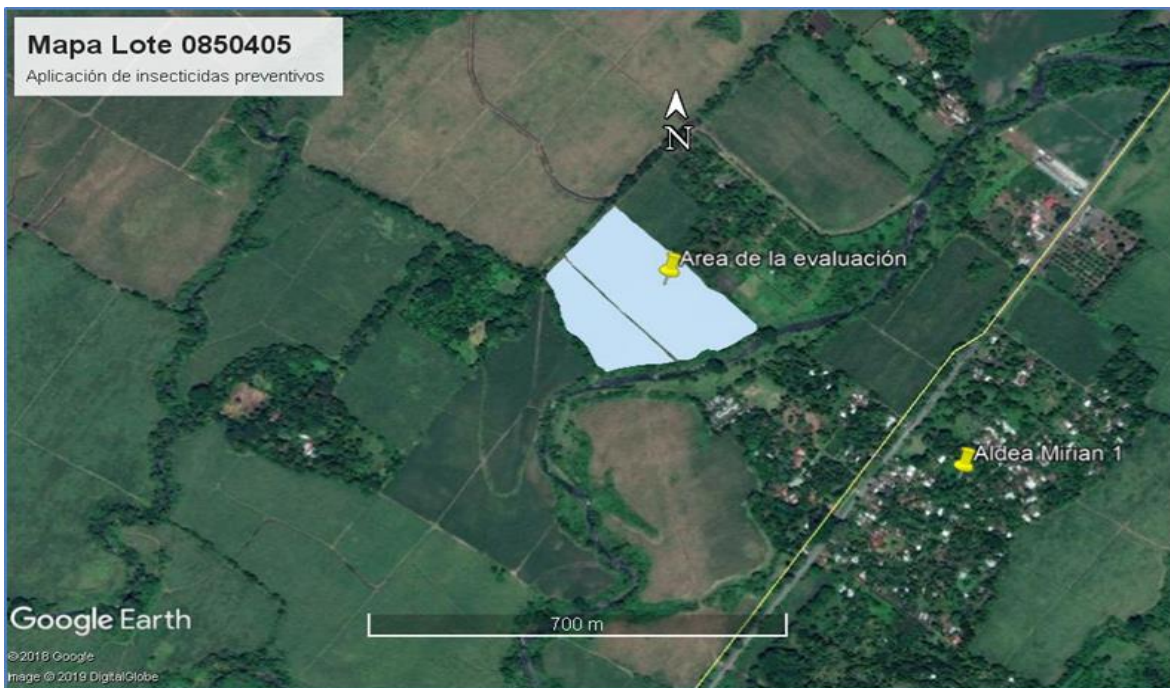 Mapa Lote 0850405
Aplicación de insecticidas preventivos
N
Area de la evaluación
Aldea Mirian 1
700 m
Google Earth
©2018 Google
Image © 2019 DigitalGlobe